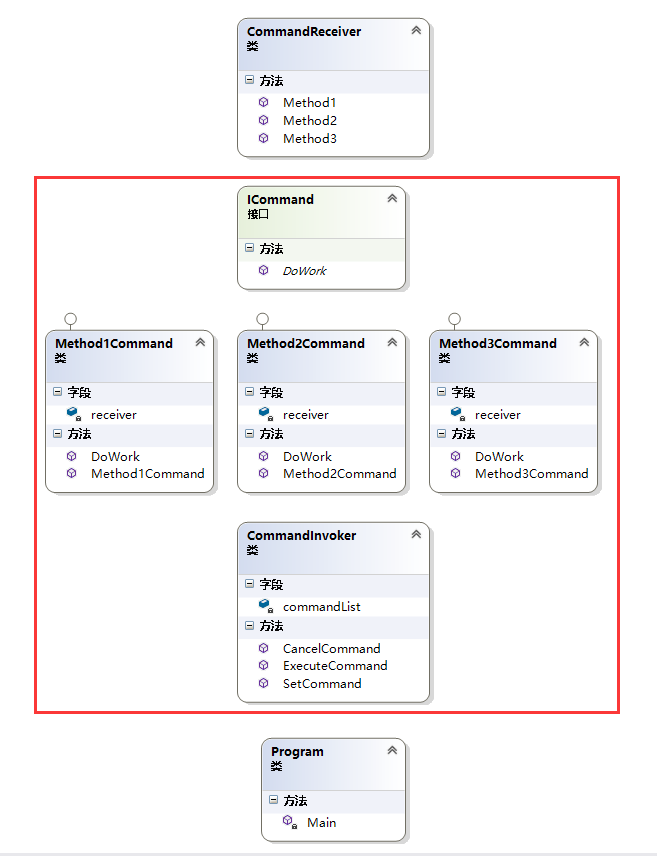 CommandReceiver
类
方法
Method1
Method2
Method3
ICommand
接口
方法
DoWork
Method1Command
类
字段
receiver
方法
DoWork
Method1Command
Method2Command
类
字段
receiver
方法
DoWork
Method2Command
Method3Command
类
字段
receiver
方法
DoWork
Method3Command
CommandInvoker
类
字段
commandList
方法
CancelCommand
ExecuteCommand
SetCommand
Program
类
方法
Main